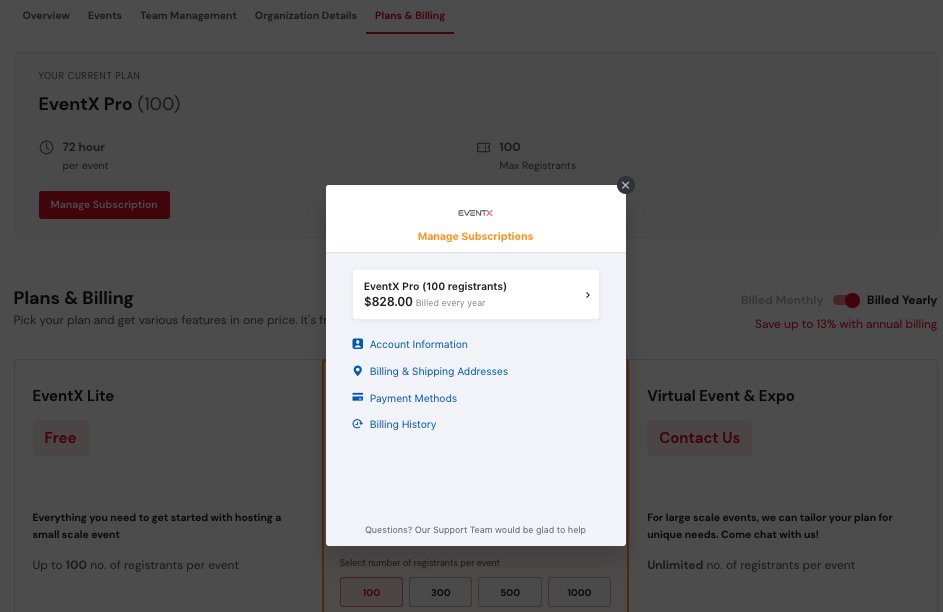 Overview Events Team Management Organization Details Plans & Billing
YOUR CURRENT PLAN
EventX Pro (100)
72 hour
per event
100
Max Registrants
Manage Subscription
EVENTX
Manage Subscriptions
EventX Pro (100 registrants)
$828.00 Billed every year
Account Information
Billing & Shipping Addresses
Payment Methods
Billing History
Questions? Our Support Team would be glad to help
Plans & Billing
Pick your plan and get various features in one price. It's
Billed Monthly Billed Yearly
Save up to 13% with annual billing
EventX Lite
Free
Everything you need to get started with hosting a
small scale event
Up to 100 no. of registrants per event
Select number of registrants per event
100 300 500 1000
Virtual Event & Expo
Contact Us
For large scale events, we can tailor your plan for
unique needs. Come chat with us!
Unlimited no. of registrants per event